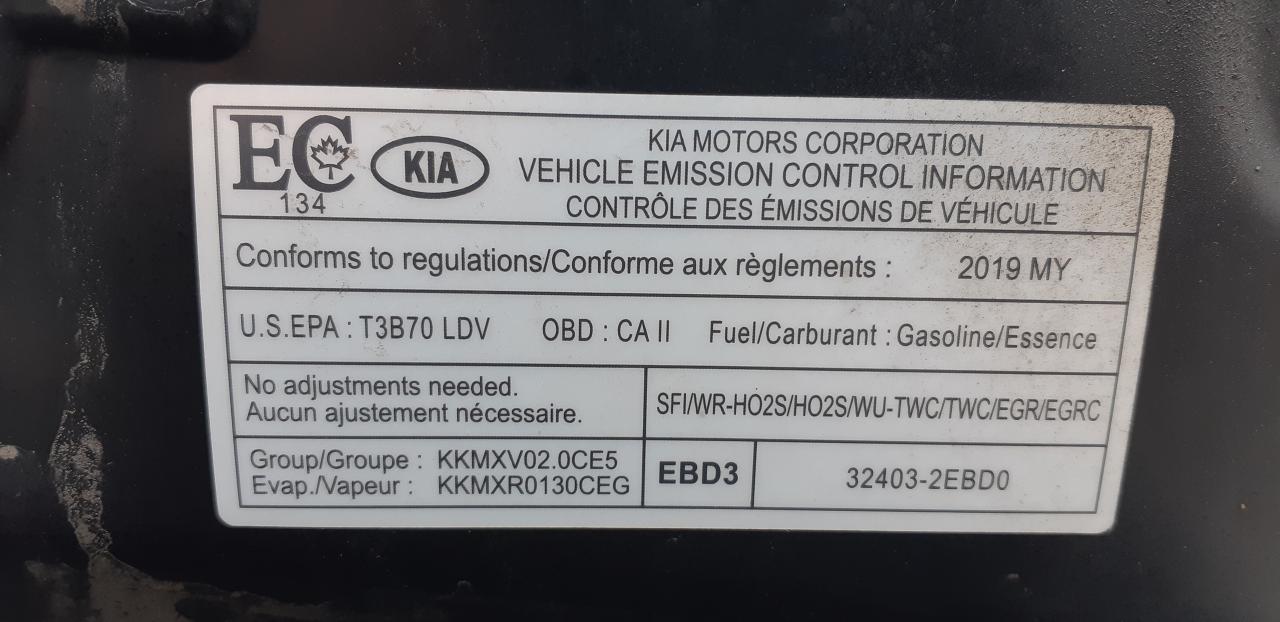 EC
134
KIA
KIA MOTORS CORPORATION
VEHICLE EMISSION CONTROL INFORMATION
CONTRÔLE DES ÉMISSIONS DE VÉHICULE
Conforms to regulations/Conforme aux règlements : 2019 MY
U.S.EPA : T3B70 LDV OBD : CA II Fuel/Carburant : Gasoline/Essence
No adjustments needed.
Aucun ajustement nécessaire.
SFI/WR-HO2S/HO2S/WU-TWC/TWC/EGR/EGRC
Group/Groupe : KKMXV02.0CE5
Evap./Vapeur : KKMXR0130CEG
EBD3
32403-2EBD0